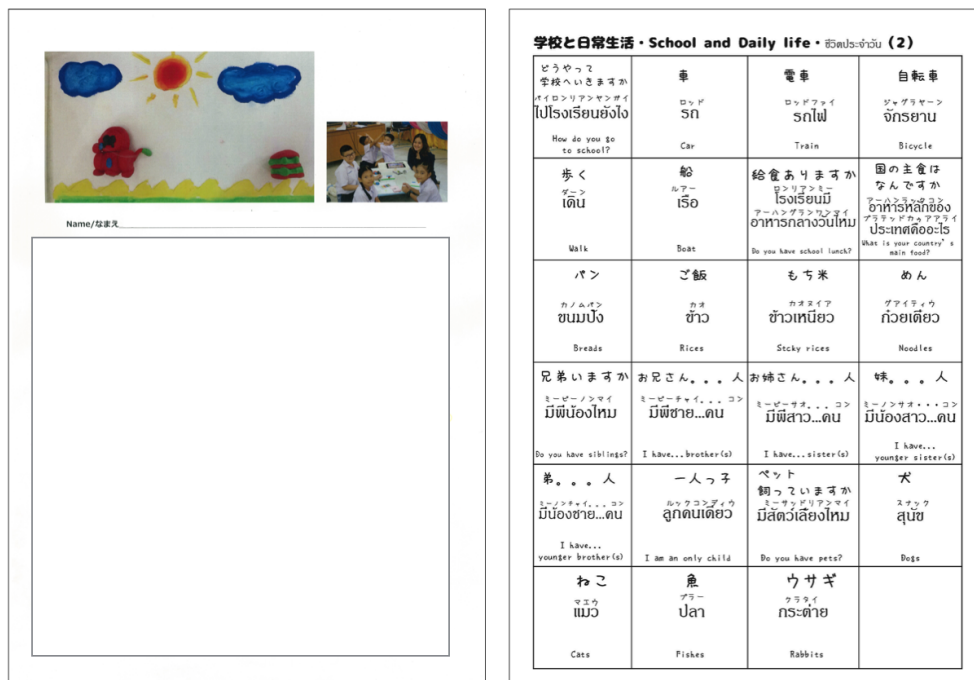 Name/なまえ
学校と日常生活・School and Daily life・ชีวิตประจำวัน (2)
どうやって
学校へいきますか
パイロンリアンヤンガイ
ไปโรงเรียนยังไง
How do you go
to school?
車
ロッド
รถ
Car
電車
ロッドファイ
รถไฟ
Train
自転車
ジャグラヤーン
จักรยาน
Bicycle
歩く
ダーン
เดิน
Walk
船
ルアー
เรือ
Boat
給食ありますか
ロンリアンミー
โรงเรียนมี
アーハングランワンマイ
อาหารกลางวันไหม
Do you have school lunch?
国の主食は
なんですか
アーハンラックコン
อาหารหลักของ
プラテッドカゥアアライ
ประเทศคืออะไร
What is your country's
main food?
パン
カノムパン
ขนมปัง
Breads
ご飯
カオ
ข้าว
Rices
もち米
カオヌイア
ข้าวเหนียว
Stcky rices
めん
グアイティウ
ก๋วยเตี๋ยว
Noodles
兄弟いますか
ミーピーノンマイ
มีพี่น้องไหม
Do you have siblings?
お兄さん。。。人
ミーピーチャイ...コン
มีพี่ชาย...คน
I have...brother(s)
お姉さん。。。人
ミーピーサオ...コン
มีพี่สาว...คน
I have...sister(s)
妹。。。人
ミーノンサオ・・・コン
มีน้องสาว...คน
I have...
younger sister(s)
弟。。。人
ミーノンチャイ...コン
มีน้องชาย...คน
I have...
younger brother(s)
一人っ子
ルックコンディウ
ลูกคนเดียว
I am an only child
ペット
飼っていますか
ミーサッドリアンマイ
มีสัตว์เลี้ยงไหม
Do you have pets?
犬
スナック
สุนัข
Dogs
ねこ
マエウ
แมว
Cats
魚
プラー
ปลา
Fishes
ウサギ
クラタイ
กระต่าย
Rabbits